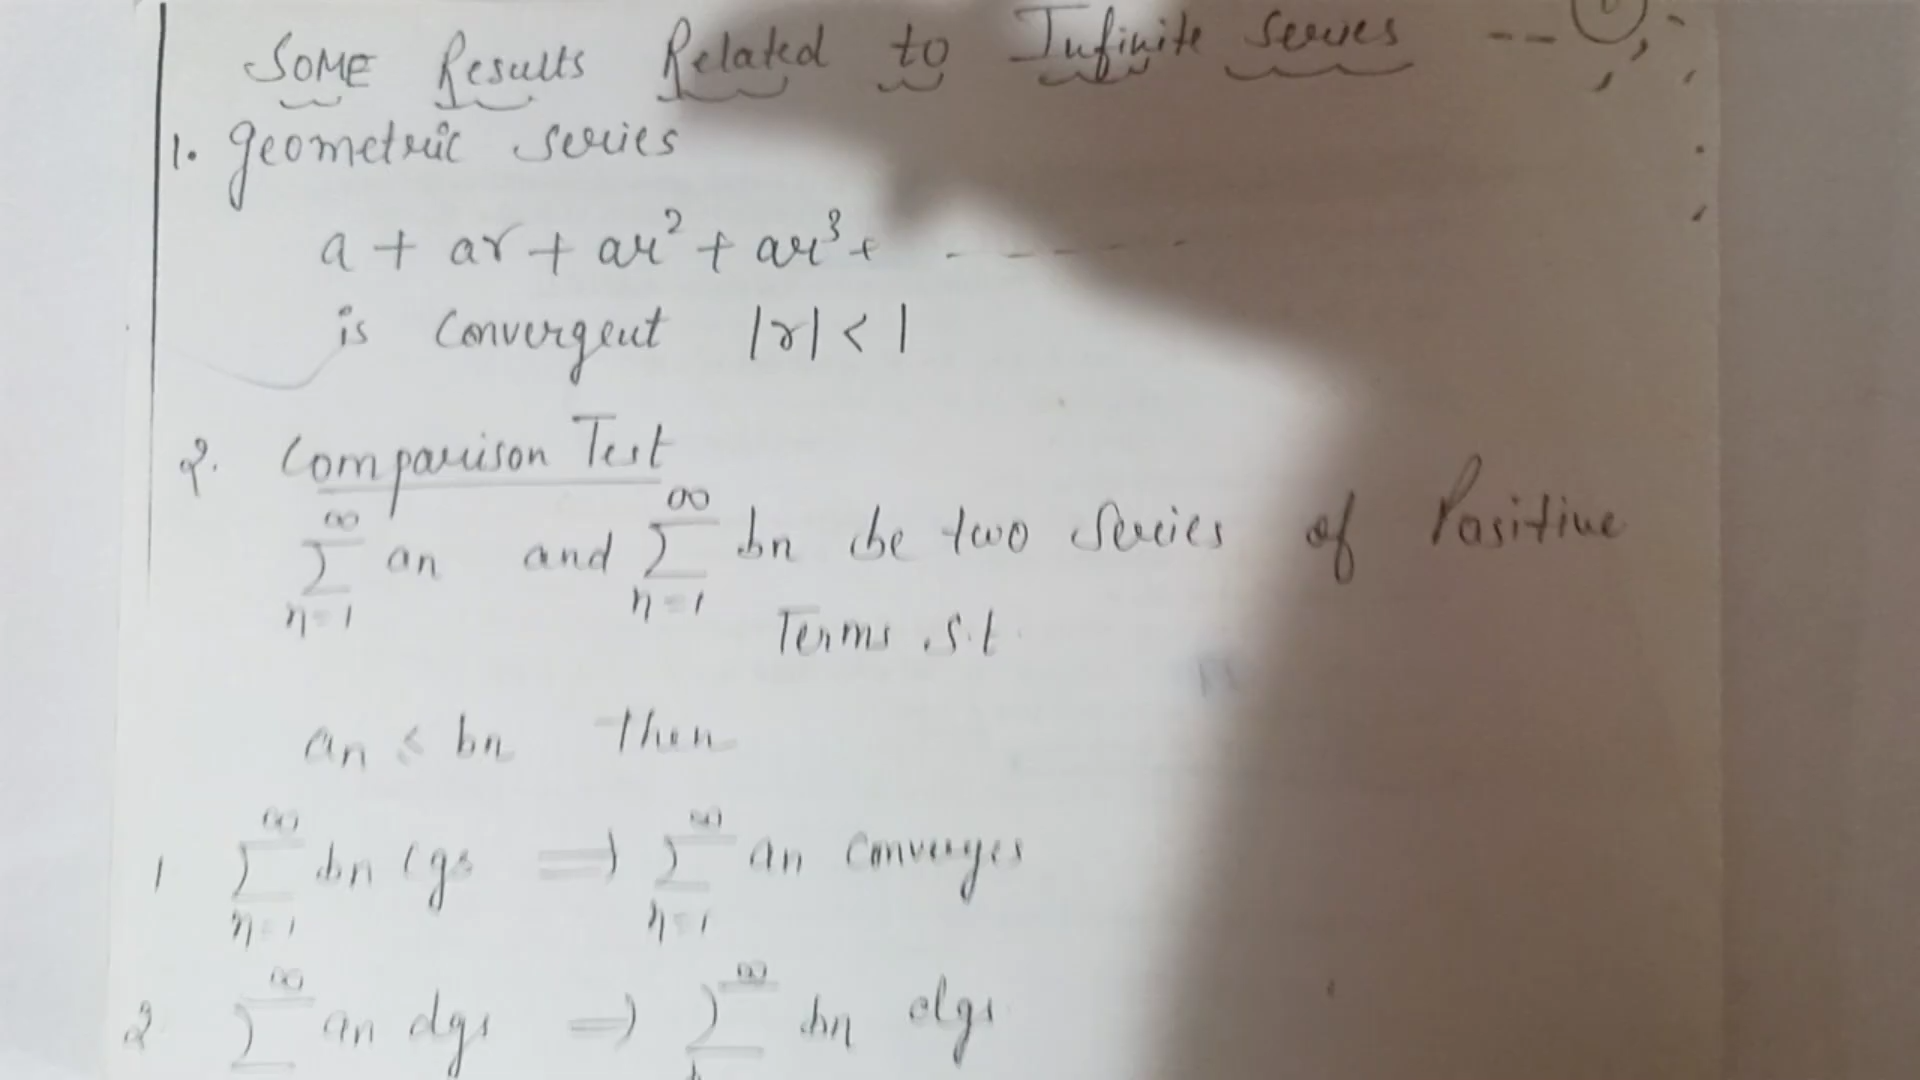 SOME Results Related to Infinite series -- 1
1. geometric series
a + ar + ar² + ar³ + - - - - - -
is convergent |r| < 1
2. Comparison Test
∞ ∑ n=1 an and ∞ ∑ n=1 bn be two series of Positive
Terms s.t.
an ≤ bn then
1 ∞ ∑ n=1 bn cgs ⇒ ∞ ∑ n=1 an converges
2 ∞ ∑ an dgs ⇒ ∞ ∑ bn dgs